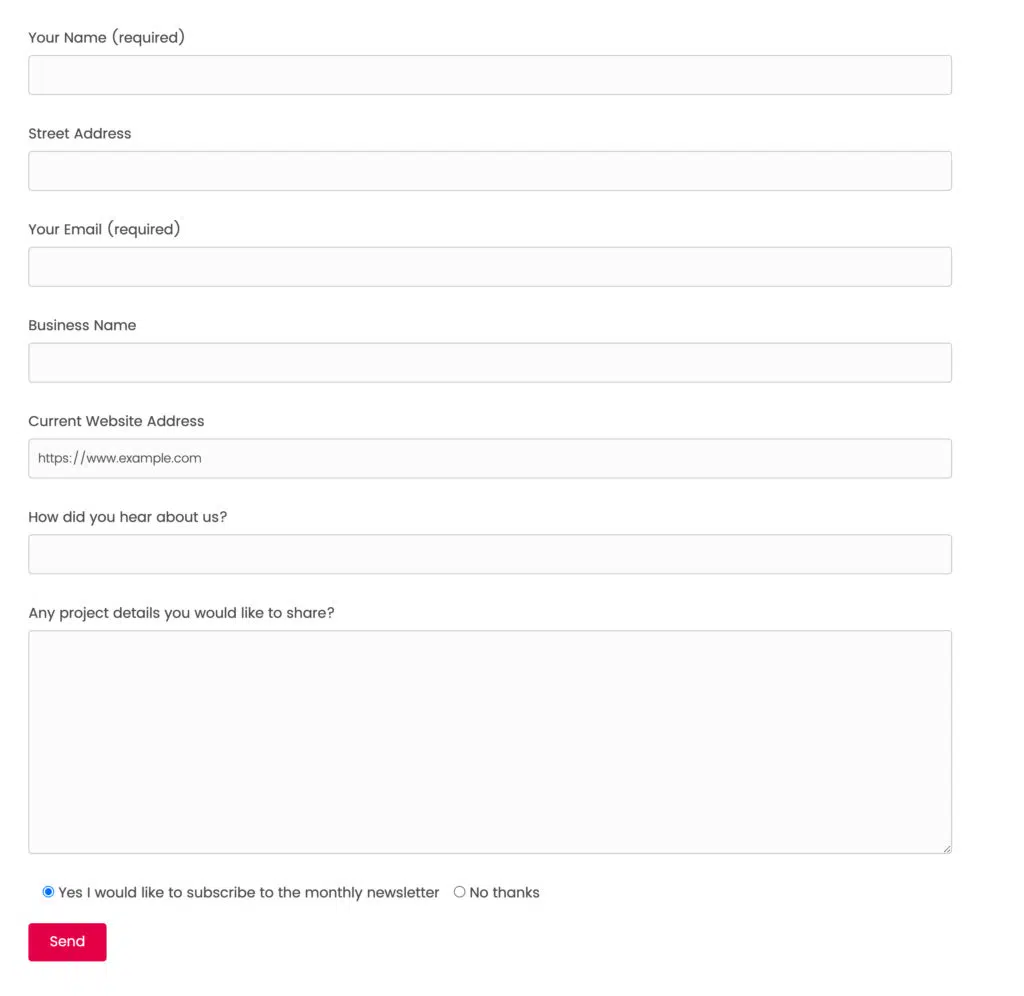 Your Name (required)
Street Address
Your Email (required)
Business Name
Current Website Address
https://www.example.com
How did you hear about us?
Any project details you would like to share?
Yes I would like to subscribe to the monthly newsletter No thanks
Send